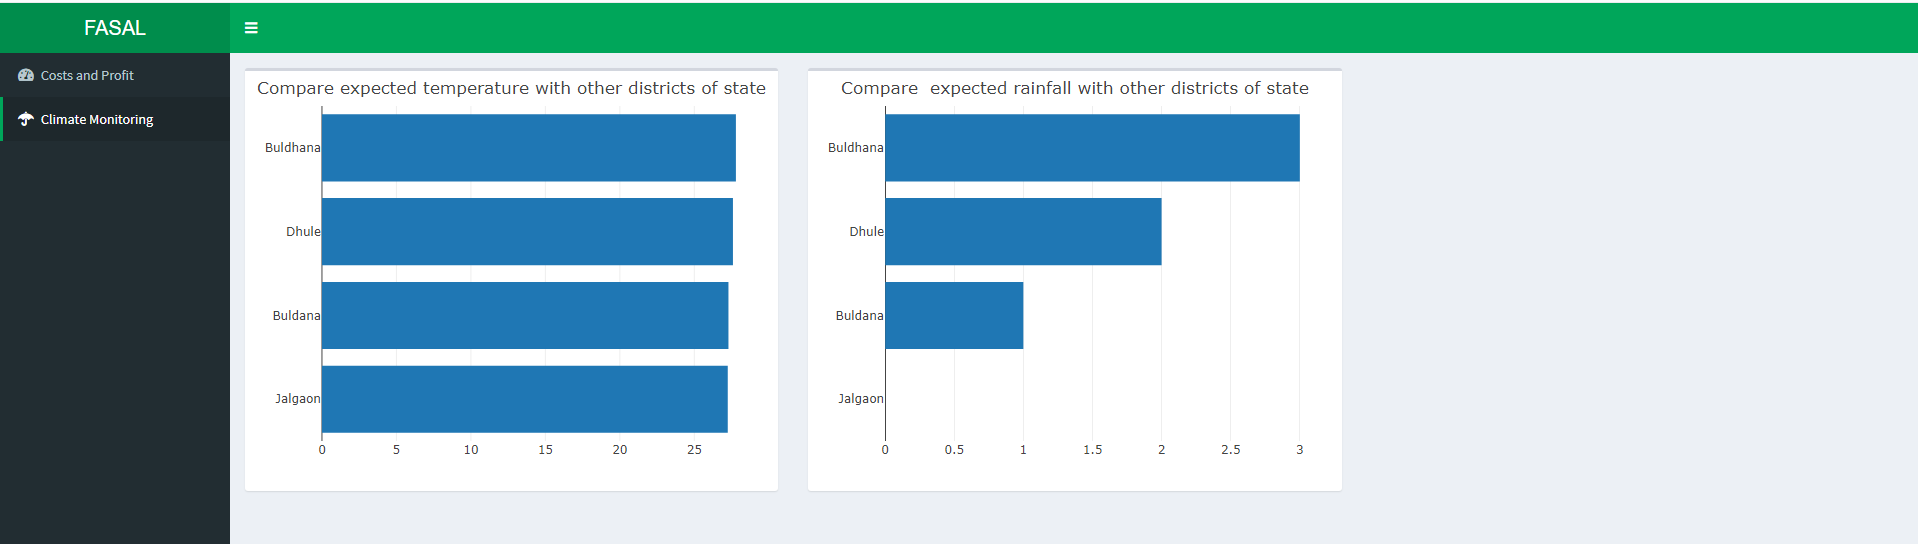 FASAL
Costs and Profit
Climate Monitoring
Compare expected temperature with other districts of state
Buldhana
Dhule
Buldana
Jalgaon
0 5 10 15 20 25
Compare  expected rainfall with other districts of state
Buldhana
Dhule
Buldana
Jalgaon
0 0.5 1 1.5 2 2.5 3